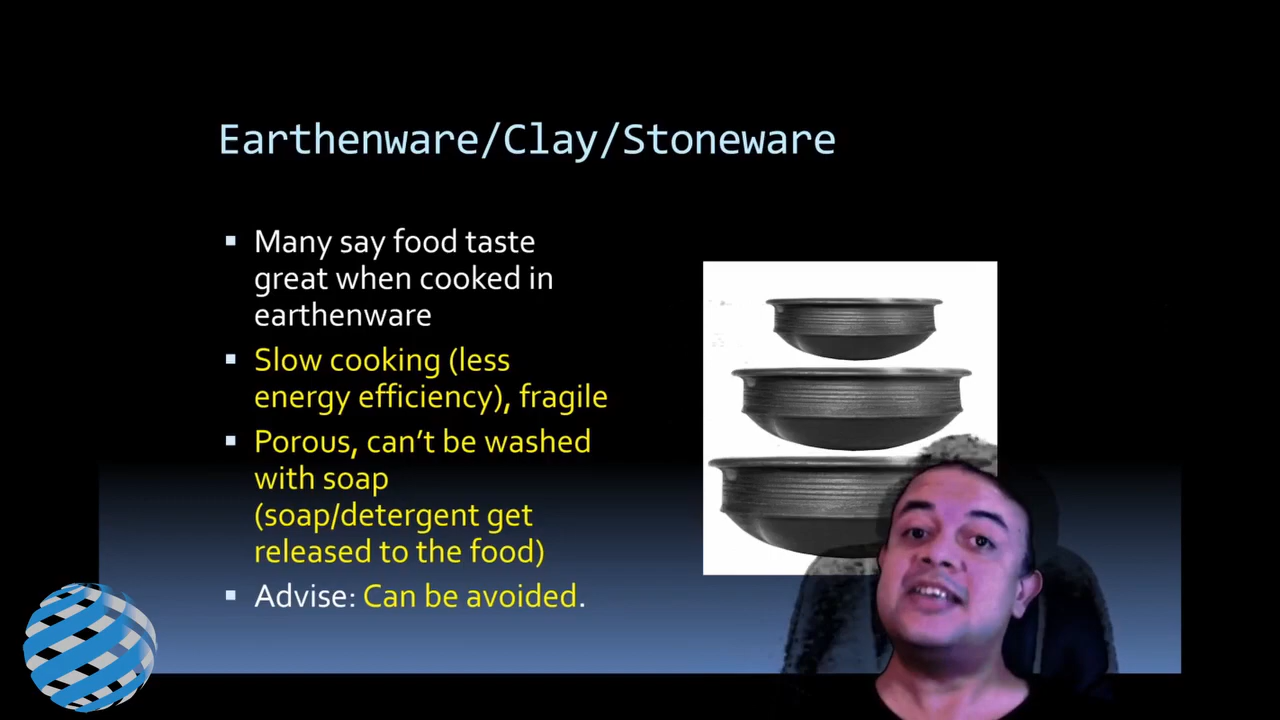 Earthenware/Clay/Stoneware
Many say food taste
great when cooked in
earthenware
Slow cooking (less
energy efficiency), fragile
Porous, can't be washed
with soap
(soap/detergent get
released to the food)
Advise: Can be avoided.